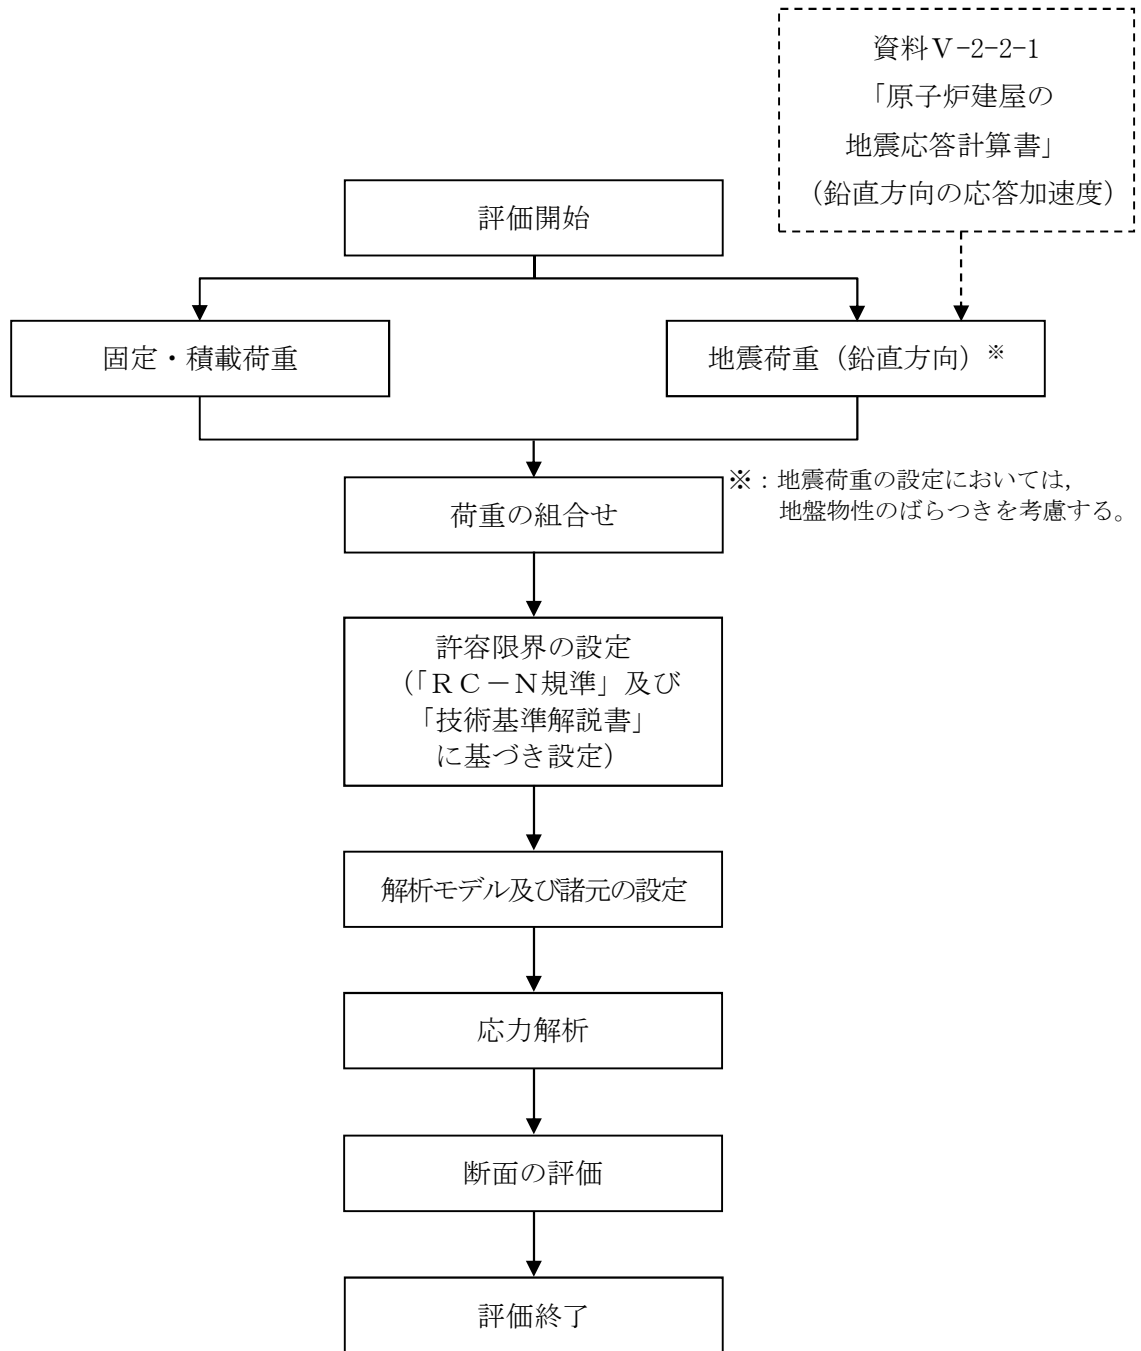 資料Ⅴ-2-2-1
「原子炉建屋の
地震応答計算書」
（鉛直方向の応答加速度）
評価開始
固定・積載荷重
地震荷重（鉛直方向）※
荷重の組合せ
※：地震荷重の設定においては，
地盤物性のばらつきを考慮する。
許容限界の設定
（「ＲＣ－Ｎ規準」及び
「技術基準解説書」
に基づき設定）
解析モデル及び諸元の設定
応力解析
断面の評価
評価終了